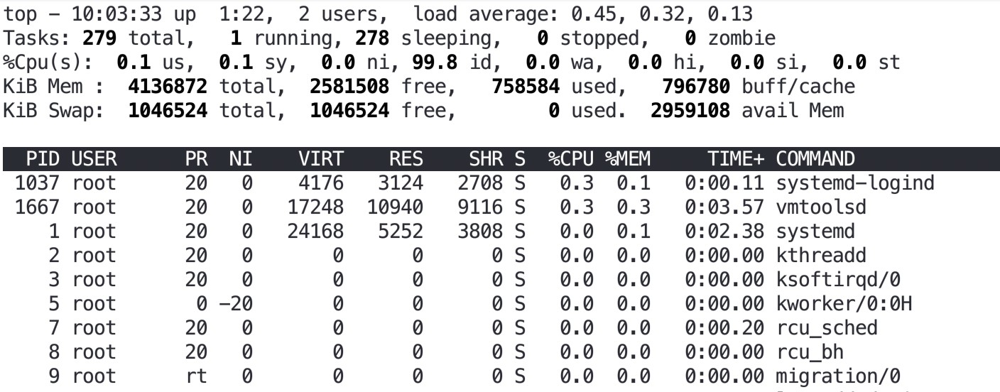 top - 10:03:33 up  1:22,  2 users,  load average: 0.45, 0.32, 0.13
Tasks: 279 total,   1 running, 278 sleeping,   0 stopped,   0 zombie
%Cpu(s):  0.1 us,  0.1 sy,  0.0 ni, 99.8 id,  0.0 wa,  0.0 hi,  0.0 si,  0.0 st
KiB Mem :  4136872 total,  2581508 free,   758584 used,   796780 buff/cache
KiB Swap:  1046524 total,  1046524 free,        0 used.  2959108 avail Mem
  PID USER      PR  NI    VIRT    RES    SHR S  %CPU %MEM     TIME+ COMMAND
 1037 root      20   0    4176   3124   2708 S   0.3  0.1   0:00.11 systemd-logind
 1667 root      20   0   17248  10940   9116 S   0.3  0.3   0:03.57 vmtoolsd
    1 root      20   0   24168   5252   3808 S   0.0  0.1   0:02.38 systemd
    2 root      20   0       0      0      0 S   0.0  0.0   0:00.00 kthreadd
    3 root      20   0       0      0      0 S   0.0  0.0   0:00.00 ksoftirqd/0
    5 root       0 -20       0      0      0 S   0.0  0.0   0:00.00 kworker/0:0H
    7 root      20   0       0      0      0 S   0.0  0.0   0:00.20 rcu_sched
    8 root      20   0       0      0      0 S   0.0  0.0   0:00.00 rcu_bh
    9 root      rt   0       0      0      0 S   0.0  0.0   0:00.00 migration/0